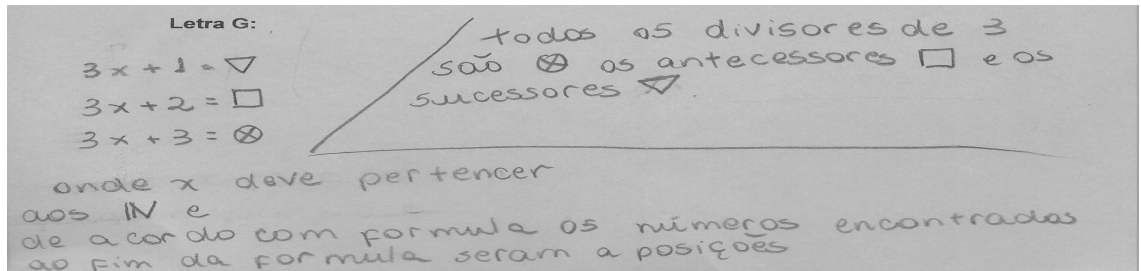 Letra G:
3x + 1 = ▽
3x + 2 = □
3x + 3 = ⊗
todos os divisores de 3
são ⊗ os antecessores □ e os
sucessores ▽.
onde x deve pertencer
aos IN e
de acordo com formula os números encontrados
ao fim da formula seram a posições